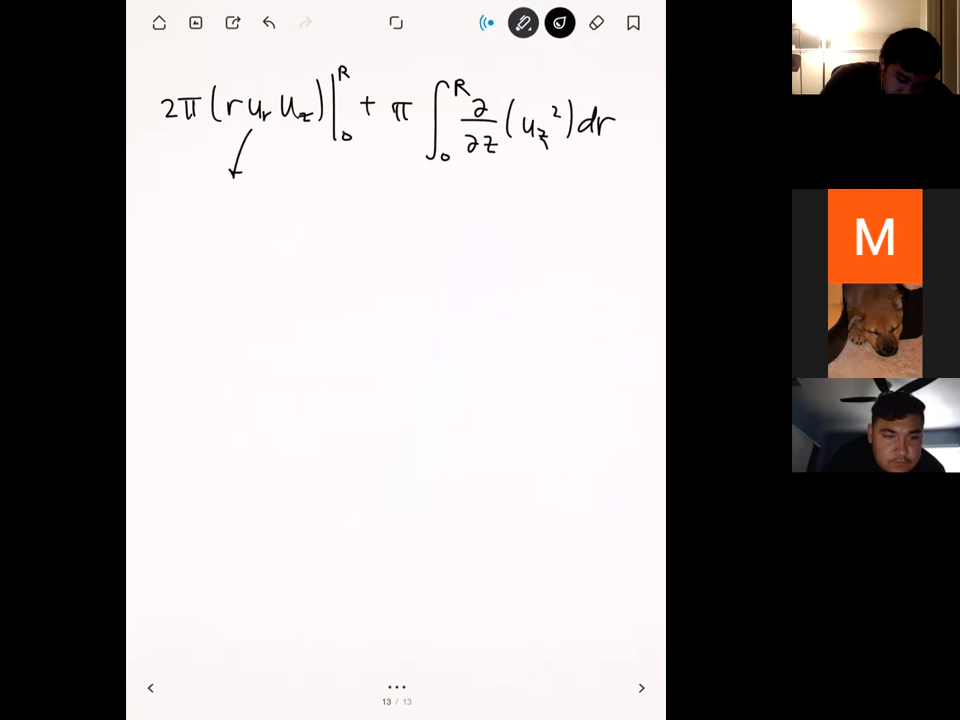 2π(r u_r u_z)|_0^R + π ∫_0^R ∂/∂z (u_z^2) dr
M
13 / 13